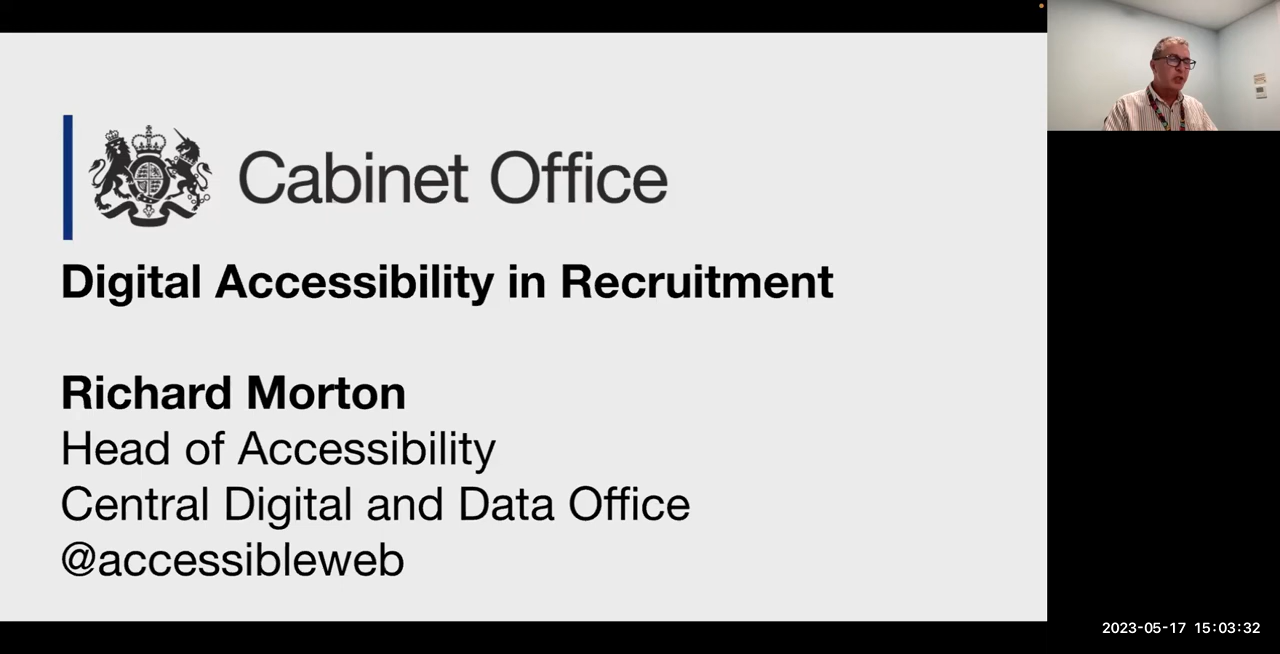 Cabinet Office
Digital Accessibility in Recruitment
Richard Morton
Head of Accessibility
Central Digital and Data Office
@accessibleweb
2023-05-17 15:03:32